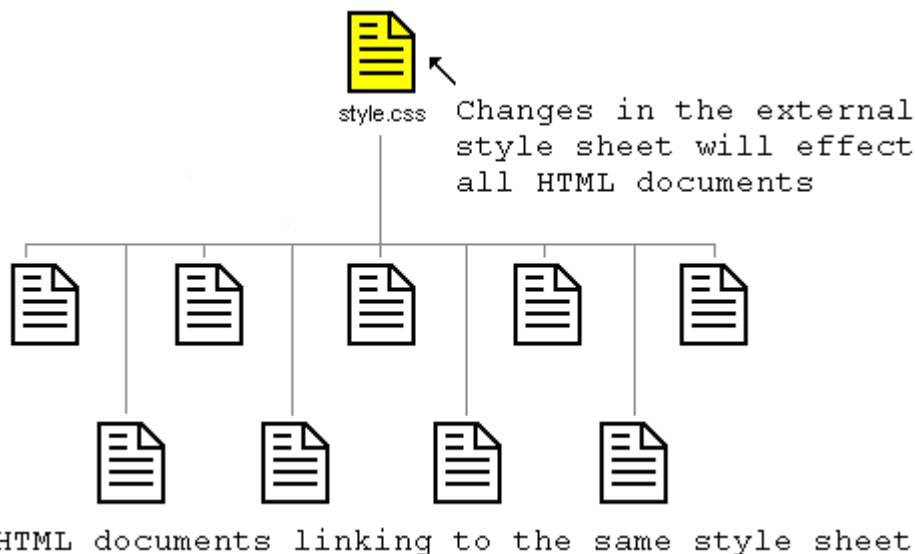 style.css
Changes in the external
style sheet will effect
all HTML documents
HTML documents linking to the same style sheet